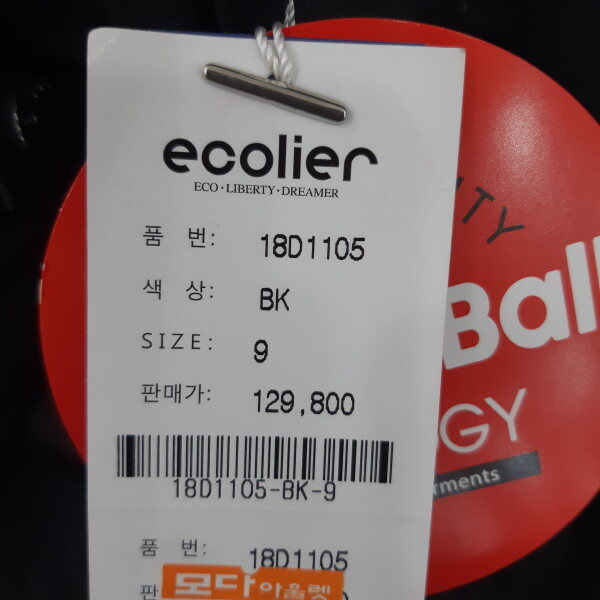 ecolier
ECO·LIBERTY·DREAMER
품 번: 18D1105
색 상: BK
SIZE: 9
판매가: 129,800
18D1105-BK-9
품 번: 18D1105
모다아울렛
Ball
GY